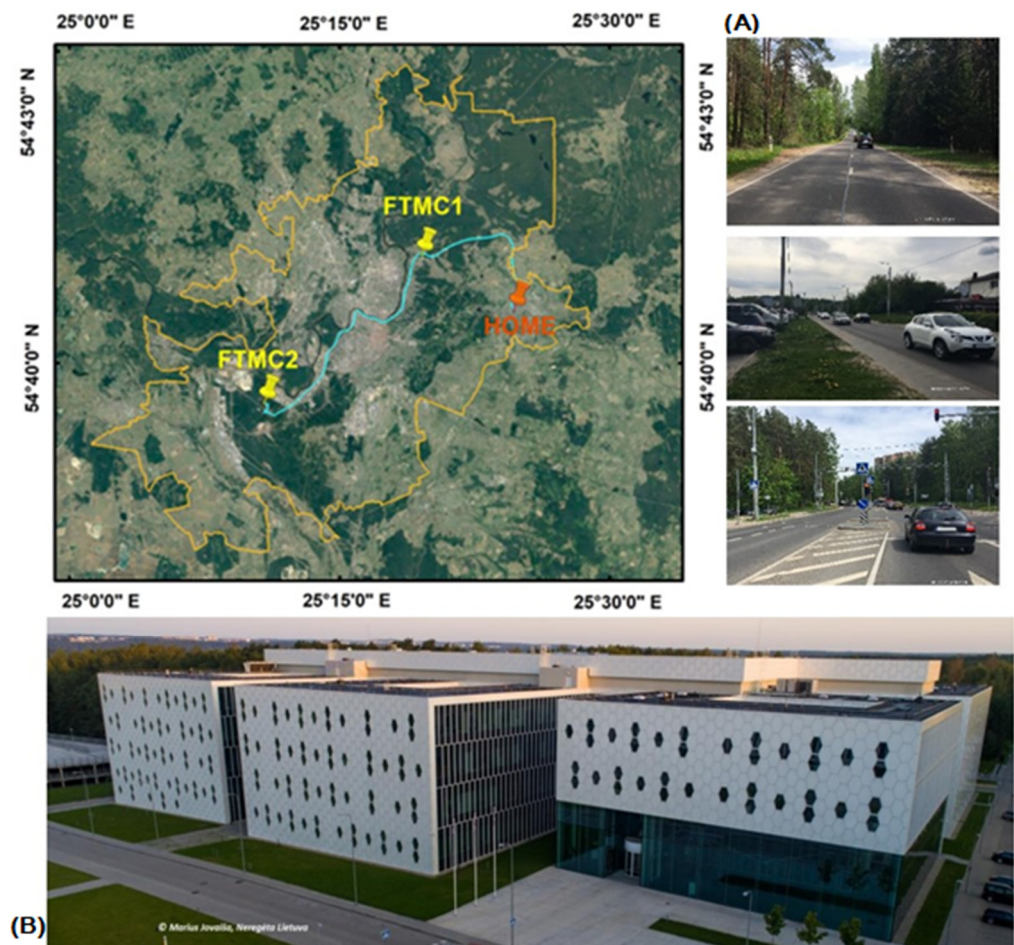 25°0'0" E 25°15'0" E 25°30'0" E
(A)
54°43'0" N
54°43'0" N
FTMC1
HOME
54°40'0" N
54°40'0" N
FTMC2
25°0'0" E 25°15'0" E 25°30'0" E
(B)
© Marius Jovaiša, Neregėta Lietuva